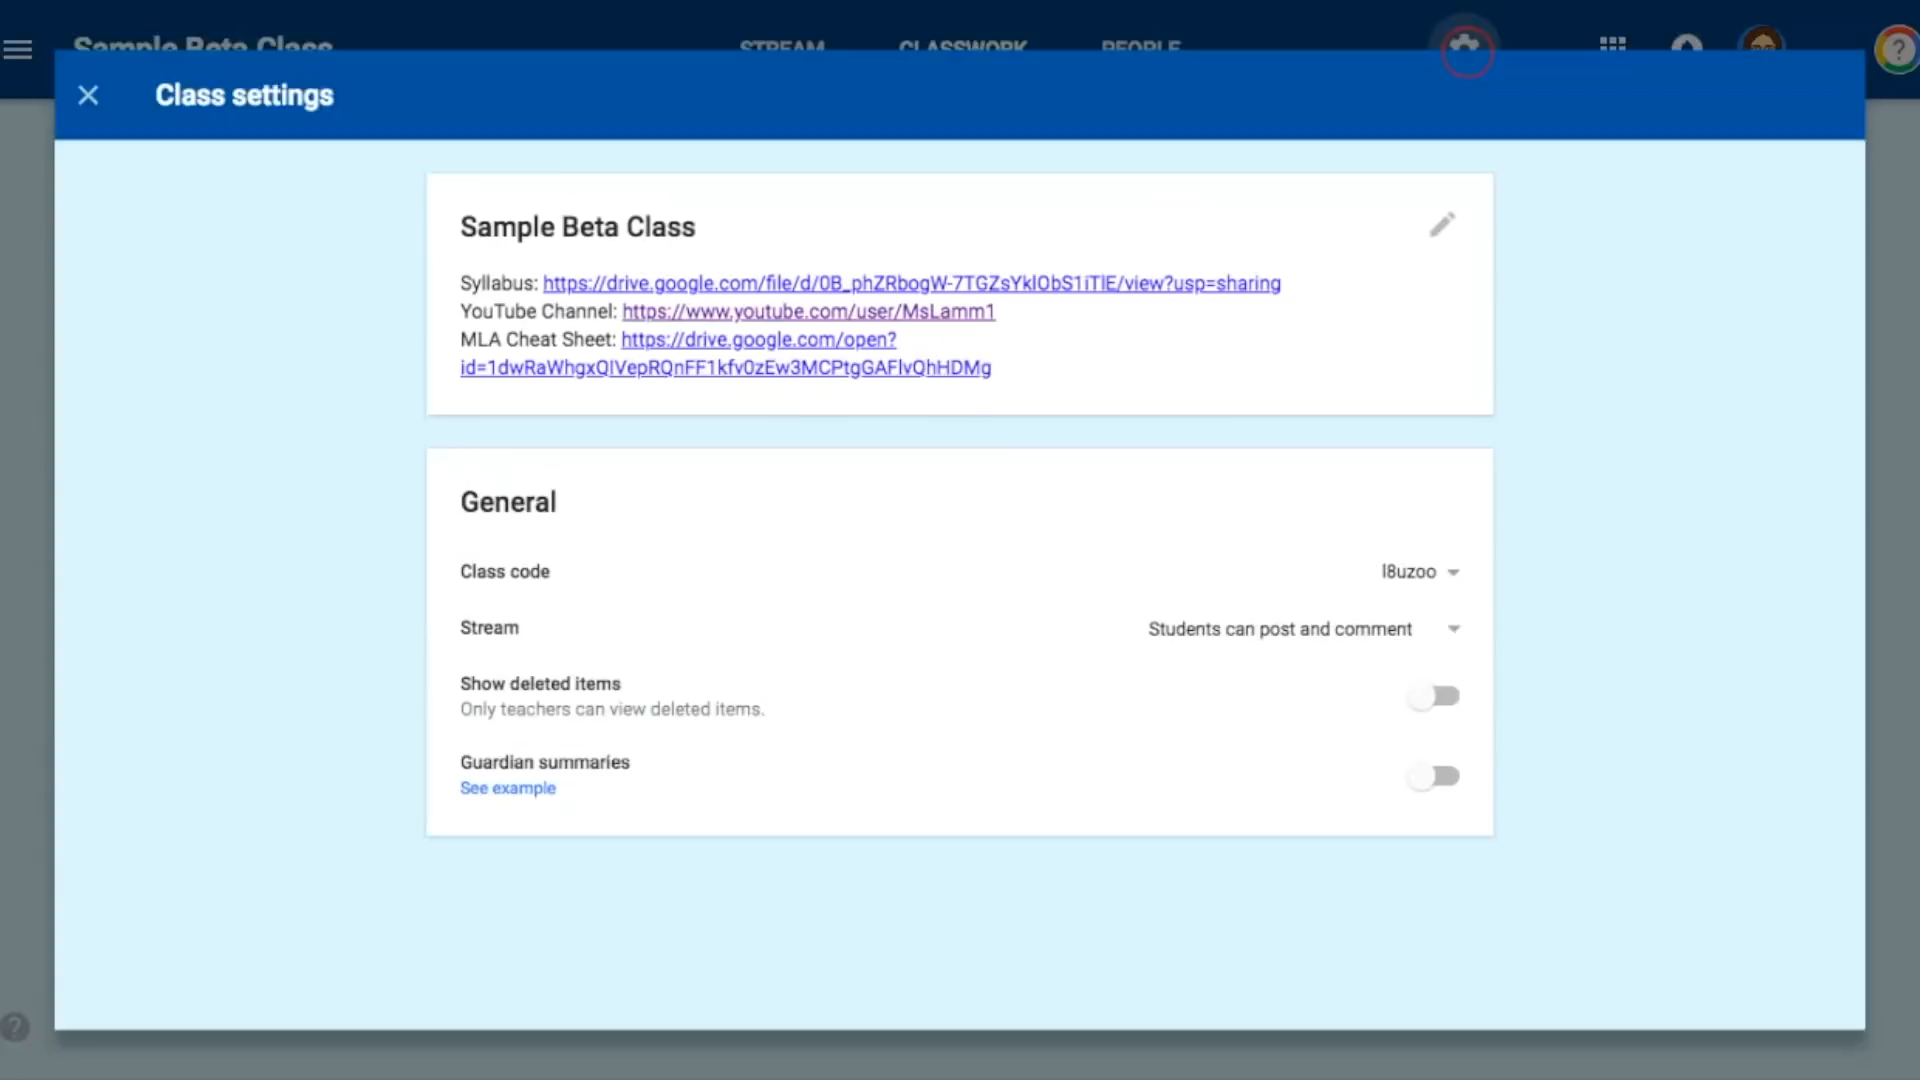 Sample Beta Class
STREAM CLASSWORK PEOPLE
?
Class settings
Sample Beta Class
Syllabus: https://drive.google.com/file/d/0B_phZRbogW-7TGZsYklObS1iTlE/view?usp=sharing
YouTube Channel: https://www.youtube.com/user/MsLamm1
MLA Cheat Sheet: https://drive.google.com/open?
id=1dwRaWhgxQIVepRQnFF1kfv0zEw3MCPtgGAFlvQhHDMg
General
Class code l8uzoo
Stream Students can post and comment
Show deleted items
Only teachers can view deleted items.
Guardian summaries
See example
?